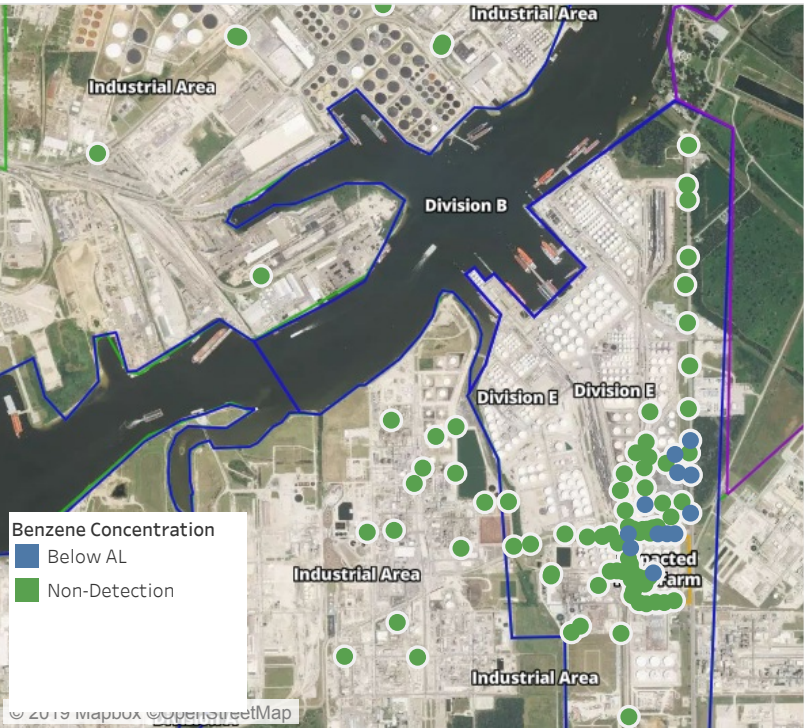 Industrial Area
Industrial Area
Division B
Division E
Division E
Benzene Concentration
Below AL
Non-Detection
Industrial Area
Farm
Industrial Area
© 2019 Mapbox ©OpenStreetMap